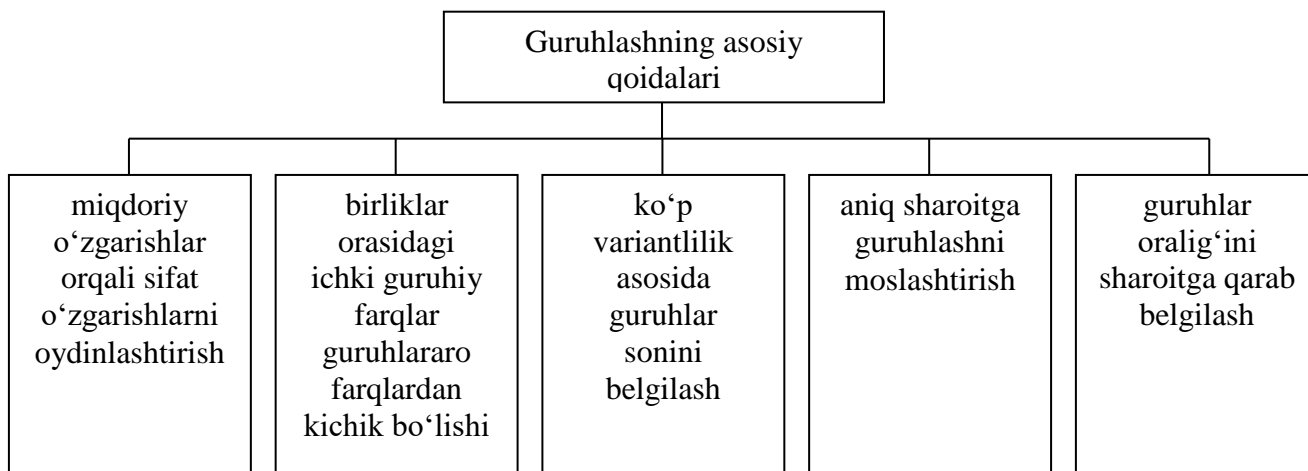 Guruhlashning asosiy
qoidalari
miqdoriy
o‘zgarishlar
orqali sifat
o‘zgarishlarni
oydinlashtirish
birliklar
orasidagi
ichki guruhiy
farqlar
guruhlararo
farqlardan
kichik bo‘lishi
ko‘p
variantlilik
asosida
guruhlar
sonini
belgilash
aniq sharoitga
guruhlashni
moslashtirish
guruhlar
oralig‘ini
sharoitga qarab
belgilash